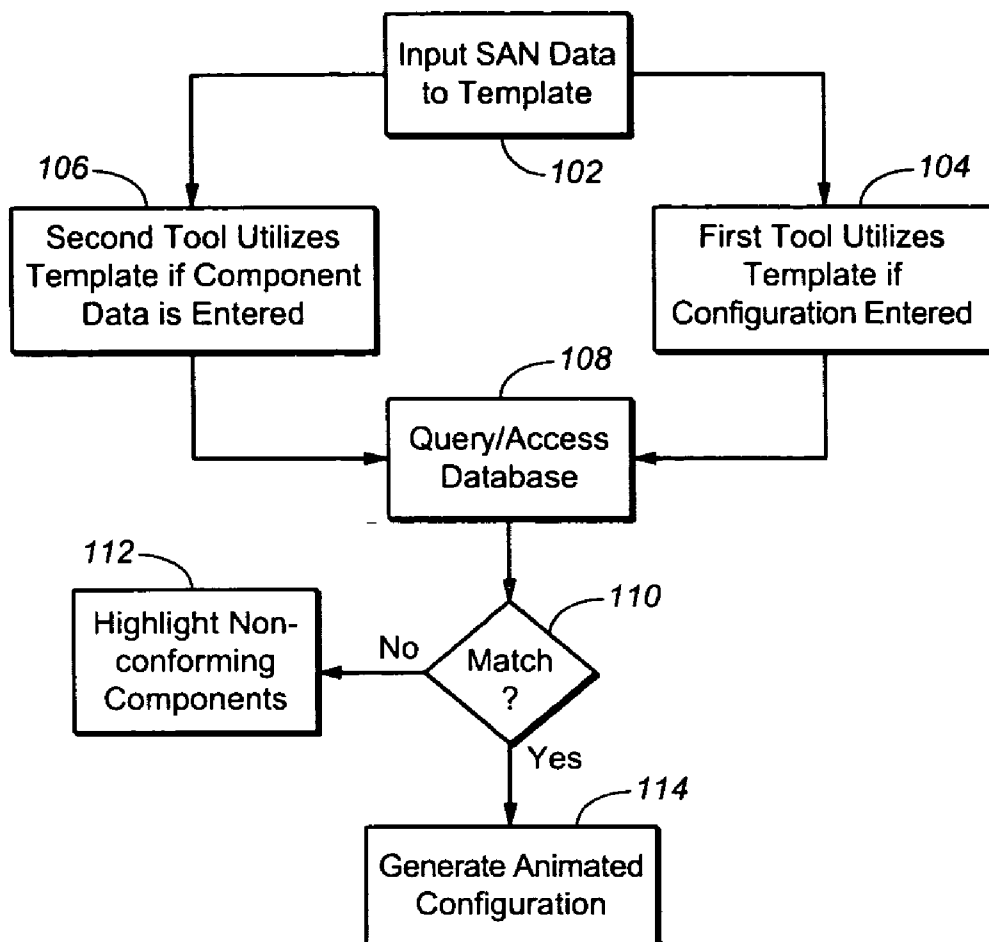 Input SAN Data
to Template
102
106
104
Second Tool Utilizes
Template if Component
Data is Entered
First Tool Utilizes
Template if
Configuration Entered
108
Query/Access
Database
112
110
Highlight Non-
conforming
Components
No
Match
?
Yes
114
Generate Animated
Configuration